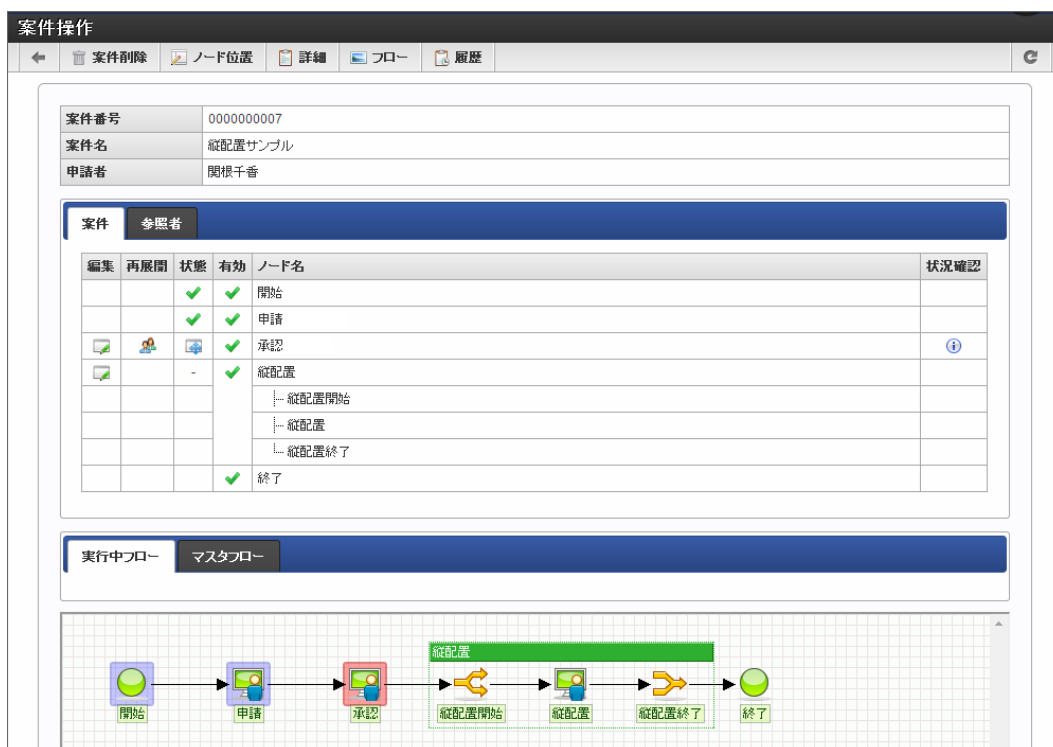 案件操作
案件削除 ノード位置 詳細 フロー 履歴
案件番号 0000000007
案件名 縦配置サンプル
申請者 関根千香
案件 参照者
編集 再展開 状態 有効 ノード名 状況確認
開始
申請
承認
- 縦配置
縦配置開始
縦配置
縦配置終了
終了
実行中フロー マスタフロー
縦配置
開始 申請 承認 縦配置開始 縦配置 縦配置終了 終了